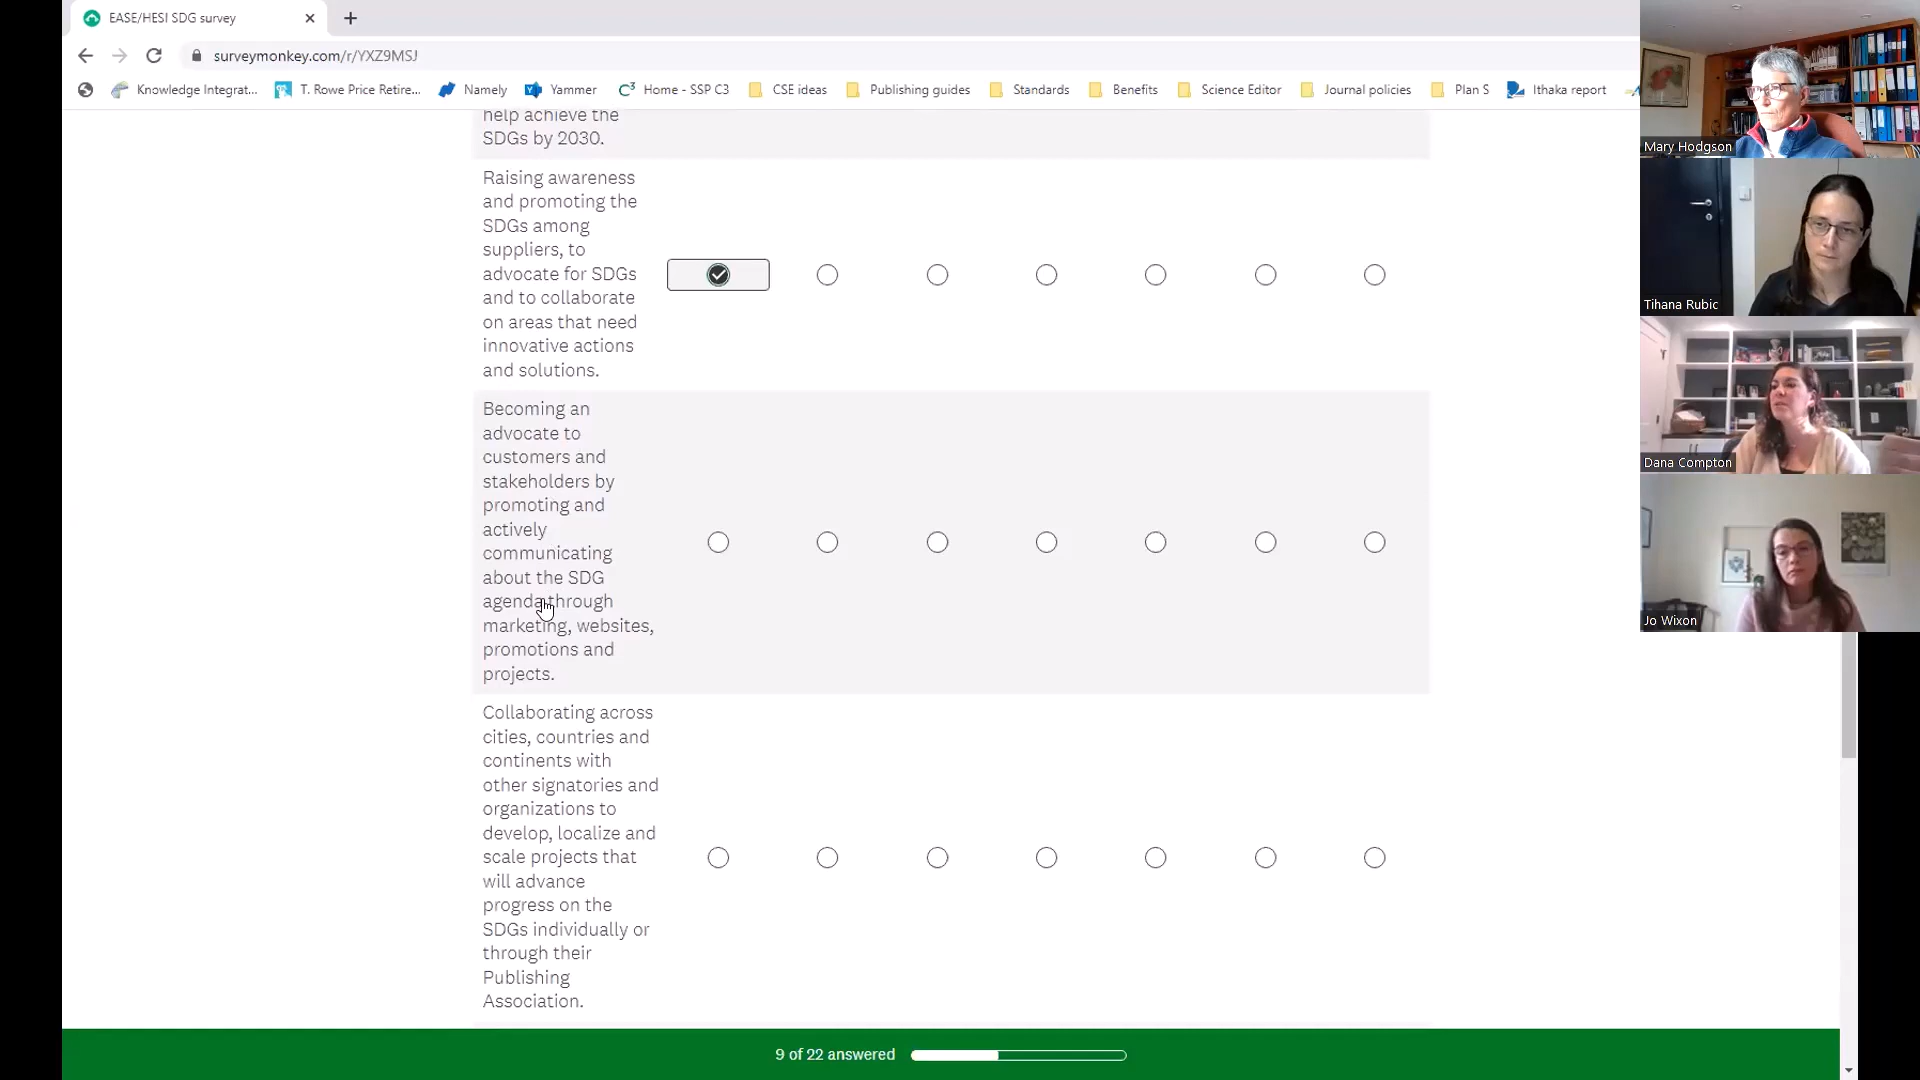 EASE/HESI SDG survey
surveymonkey.com/r/YXZ9MSJ
Knowledge Integrat...
T. Rowe Price Retire...
Namely
Yammer
Home - SSP C3
CSE ideas
Publishing guides
Standards
Benefits
Science Editor
Journal policies
Plan S
Ithaka report
help achieve the
SDGs by 2030.
Raising awareness
and promoting the
SDGs among
suppliers, to
advocate for SDGs
and to collaborate
on areas that need
innovative actions
and solutions.
Becoming an
advocate to
customers and
stakeholders by
promoting and
actively
communicating
about the SDG
agenda through
marketing, websites,
promotions and
projects.
Collaborating across
cities, countries and
continents with
other signatories and
organizations to
develop, localize and
scale projects that
will advance
progress on the
SDGs individually or
through their
Publishing
Association.
9 of 22 answered
Mary Hodgson
Tihana Rubic
Dana Compton
Jo Wixon